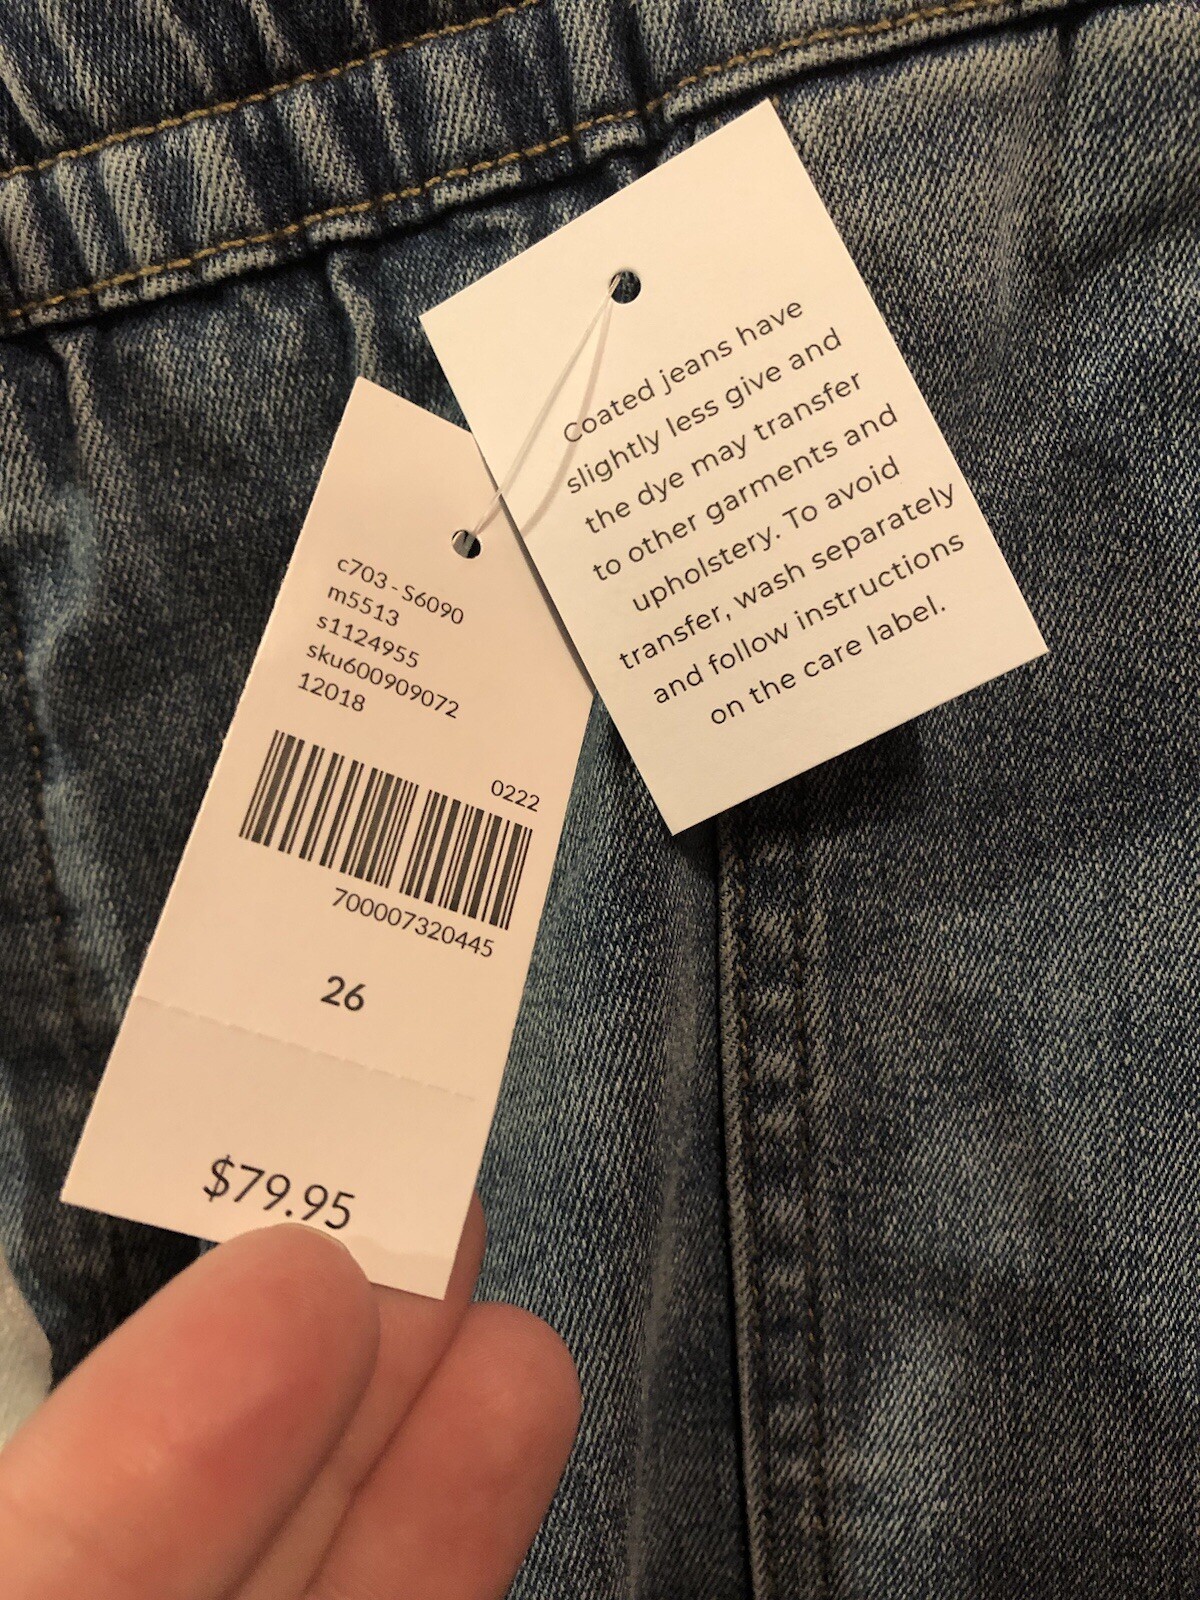 Coated jeans have
slightly less give and
the dye may transfer
to other garments and
upholstery. To avoid
transfer, wash separately
and follow instructions
on the care label.
c703 - S6090
m5513
s1124955
sku600909072
12018
0222
700007320445
26
$79.95